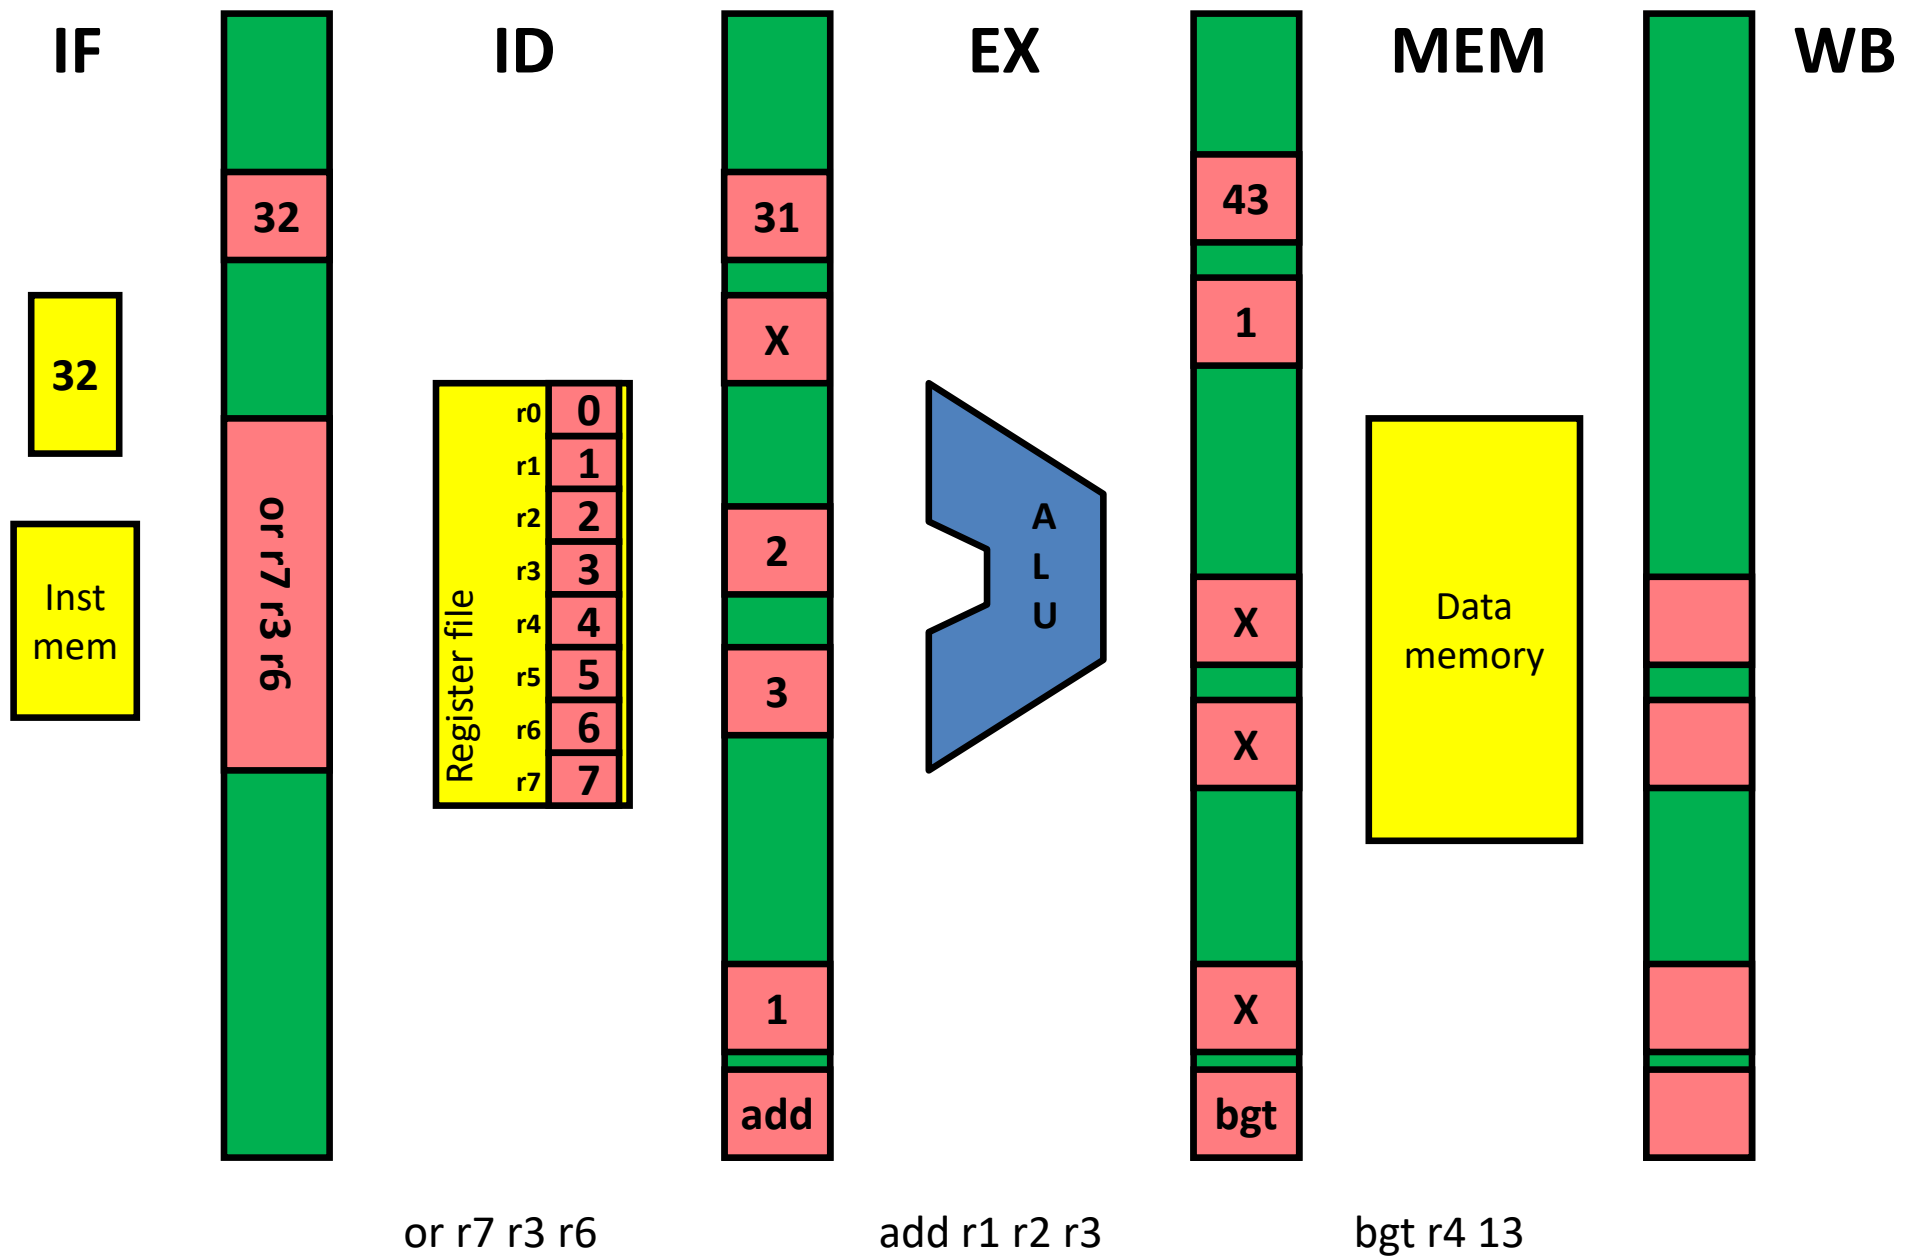 IF
ID
EX
MEM
WB
32
32
Inst
mem
or r7 r3 r6
Register file
r0 0
r1 1
r2 2
r3 3
r4 4
r5 5
r6 6
r7 7
31
X
2
3
1
add
A
L
U
43
1
X
X
X
bgt
Data
memory
or r7 r3 r6
add r1 r2 r3
bgt r4 13